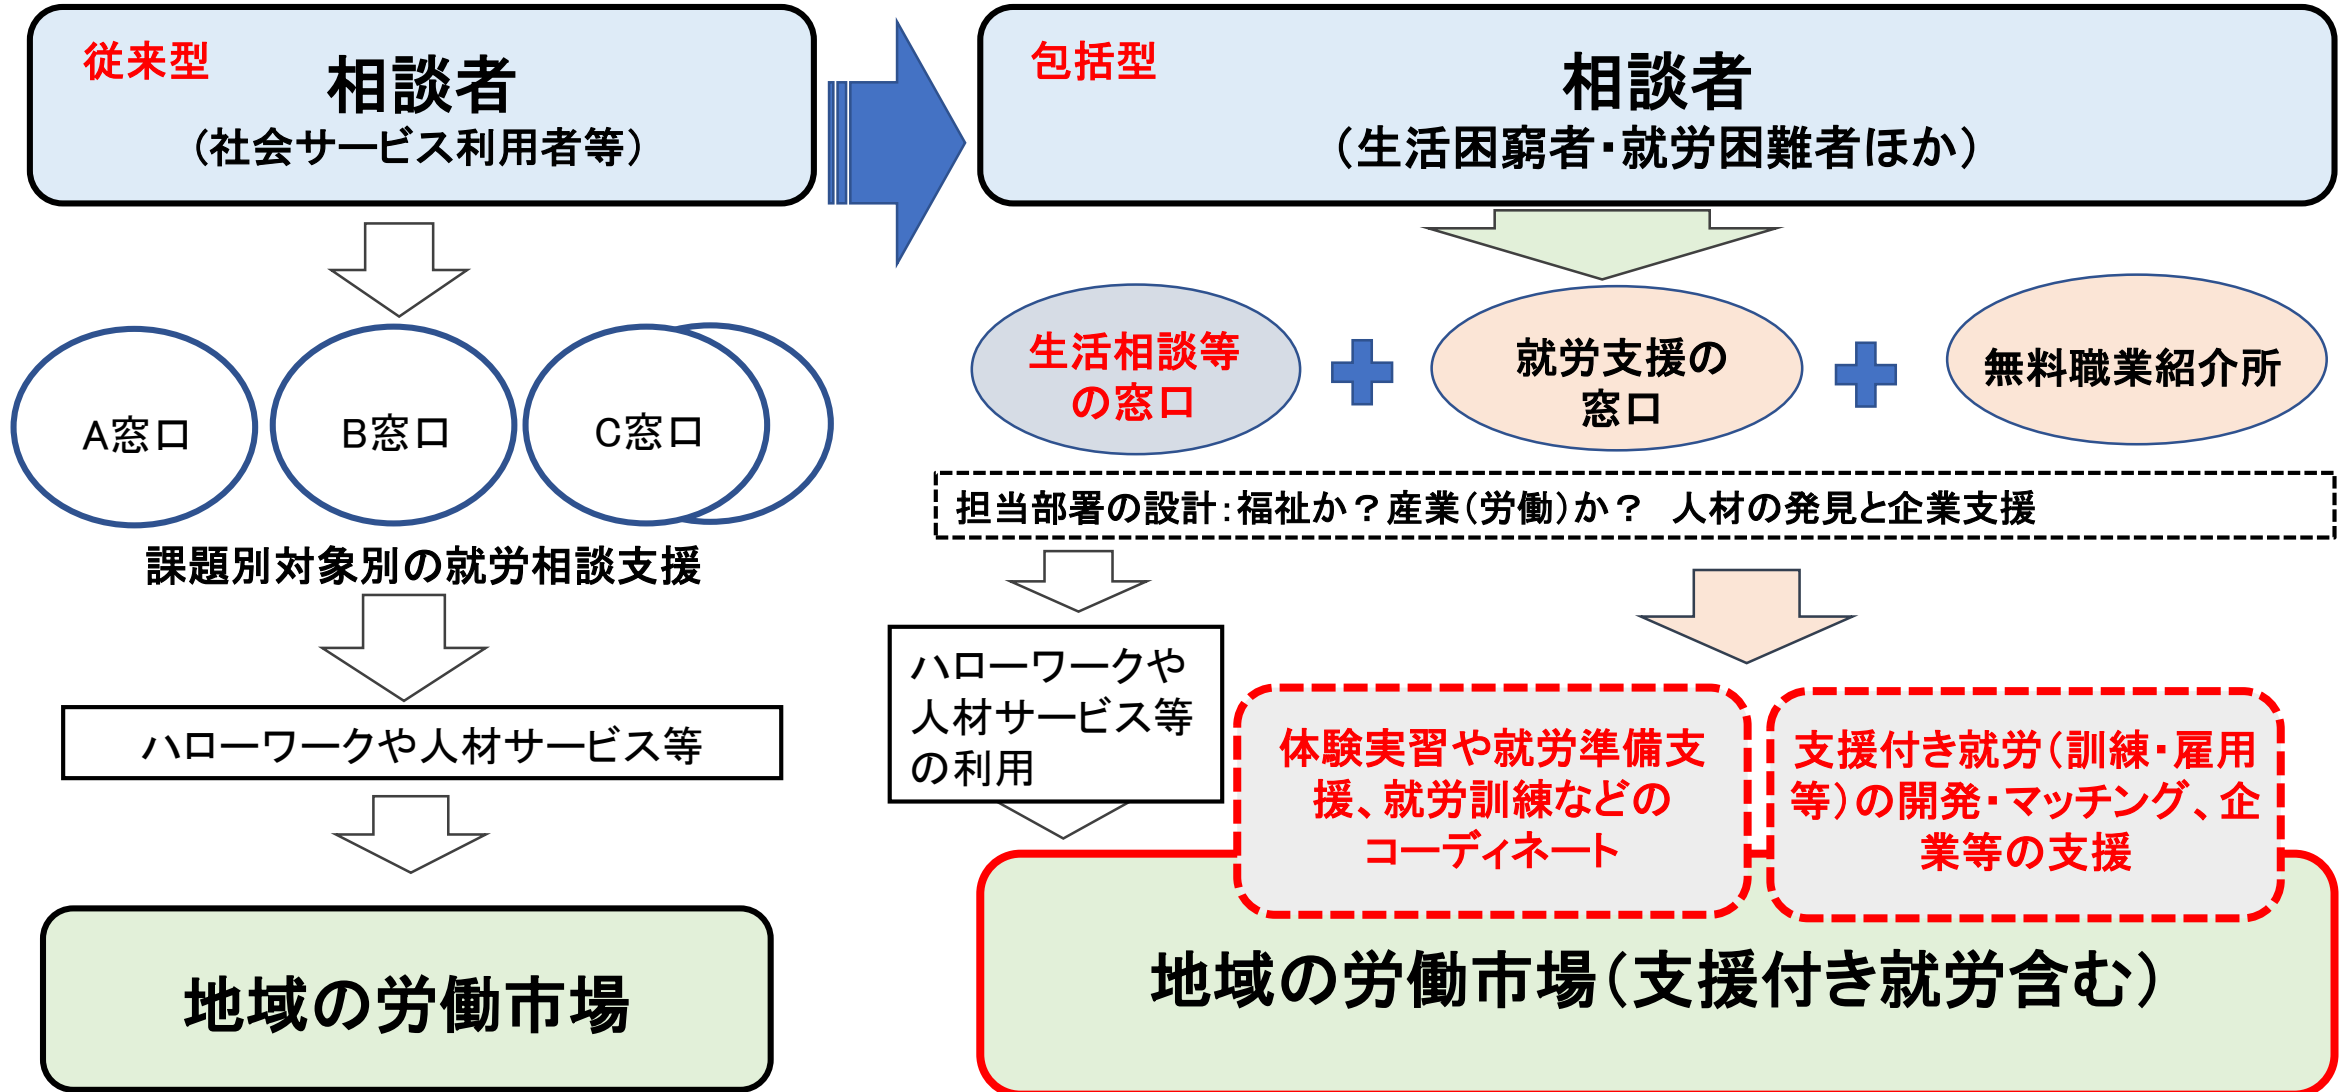 従来型
相談者
（社会サービス利用者等）
A窓口
B窓口
C窓口
課題別対象別の就労相談支援
ハローワークや人材サービス等
地域の労働市場
包括型
相談者
（生活困窮者・就労困難者ほか）
生活相談等
の窓口
就労支援の
窓口
無料職業紹介所
担当部署の設計：福祉か？産業（労働）か？　人材の発見と企業支援
ハローワークや
人材サービス等
の利用
体験実習や就労準備支
援、就労訓練などの
コーディネート
支援付き就労（訓練・雇用
等）の開発・マッチング、企
業等の支援
地域の労働市場（支援付き就労含む）